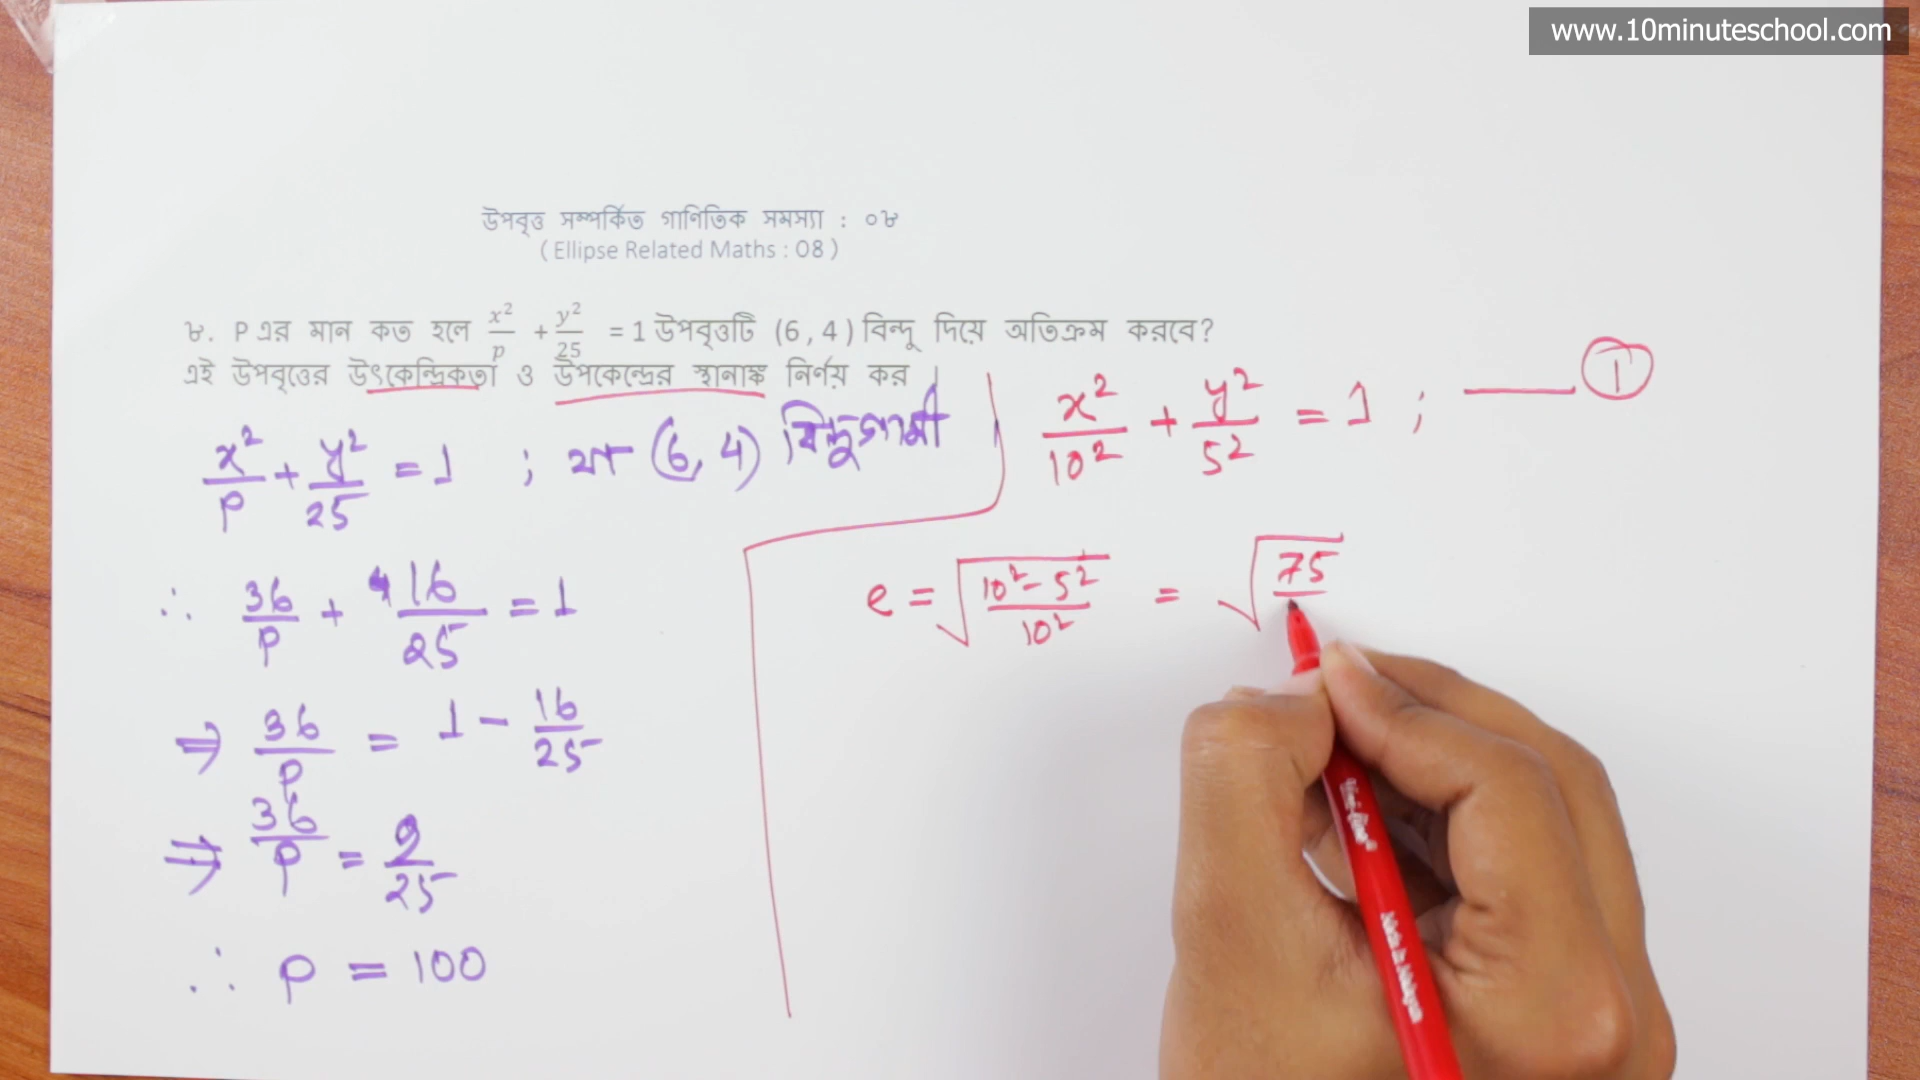 www.10minuteschool.com
উপবৃত্ত সম্পর্কিত গাণিতিক সমস্যা : ০৮
( Ellipse Related Maths : 08 )
৮. P এর মান কত হলে x²/p + y²/25 = 1 উপবৃত্তটি (6, 4 ) বিন্দু দিয়ে অতিক্রম করবে?
এই উপবৃত্তের উৎকেন্দ্রিকতা ও উপকেন্দ্রের স্থানাঙ্ক নির্ণয় কর
x²/p + y²/25 = 1 ; যা (6, 4) বিন্দুগামী
∴ 36/p + 16/25 = 1
⇒ 36/p = 1 - 16/25
⇒ 36/p = 9/25
∴ p = 100
x²/10² + y²/5² = 1 ; —— ①
e = √(10² - 5²/10²) = √75